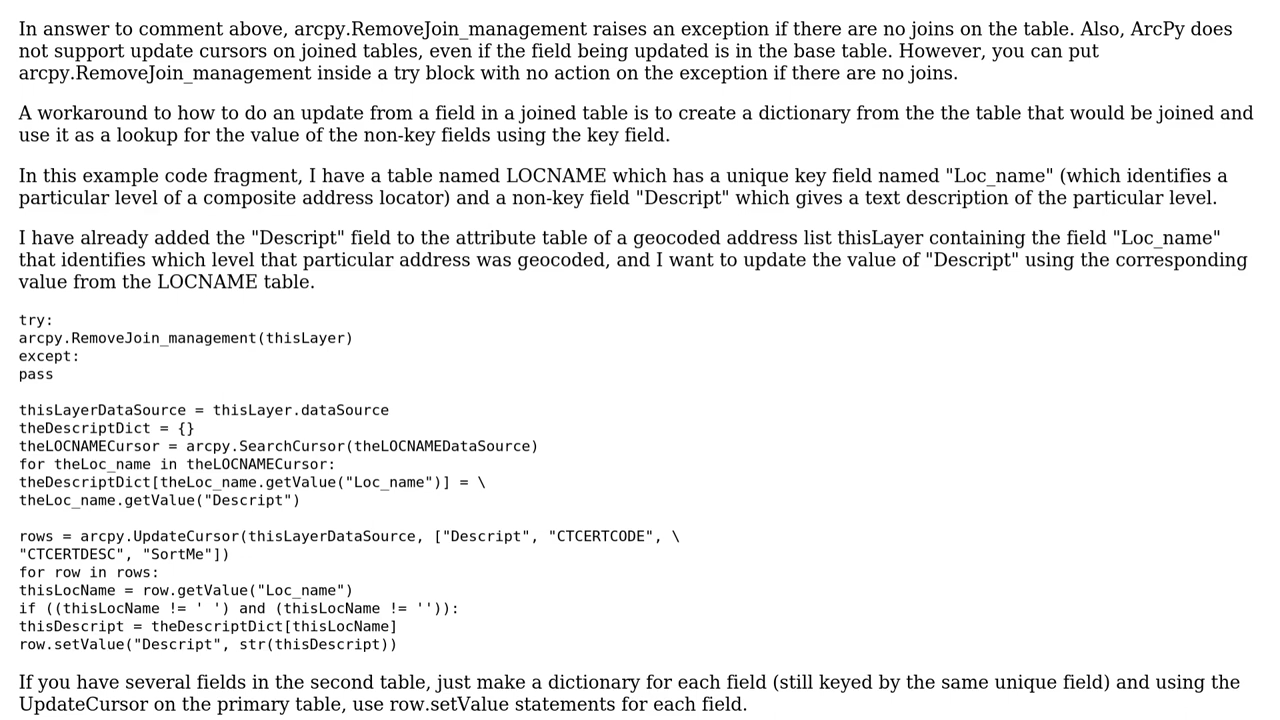 In answer to comment above, arcpy.RemoveJoin_management raises an exception if there are no joins on the table. Also, ArcPy does
not support update cursors on joined tables, even if the field being updated is in the base table. However, you can put
arcpy.RemoveJoin_management inside a try block with no action on the exception if there are no joins.
A workaround to how to do an update from a field in a joined table is to create a dictionary from the the table that would be joined and
use it as a lookup for the value of the non-key fields using the key field.
In this example code fragment, I have a table named LOCNAME which has a unique key field named "Loc_name" (which identifies a
particular level of a composite address locator) and a non-key field "Descript" which gives a text description of the particular level.
I have already added the "Descript" field to the attribute table of a geocoded address list thisLayer containing the field "Loc_name"
that identifies which level that particular address was geocoded, and I want to update the value of "Descript" using the corresponding
value from the LOCNAME table.
try:
arcpy.RemoveJoin_management(thisLayer)
except:
pass
thisLayerDataSource = thisLayer.dataSource
theDescriptDict = {}
theLOCNAMECursor = arcpy.SearchCursor(theLOCNAMEDataSource)
for theLoc_name in theLOCNAMECursor:
theDescriptDict[theLoc_name.getValue("Loc_name")] = \
theLoc_name.getValue("Descript")
rows = arcpy.UpdateCursor(thisLayerDataSource, ["Descript", "CTCERTCODE", \
"CTCERTDESC", "SortMe"])
for row in rows:
thisLocName = row.getValue("Loc_name")
if ((thisLocName != ' ') and (thisLocName != '')):
thisDescript = theDescriptDict[thisLocName]
row.setValue("Descript", str(thisDescript))
If you have several fields in the second table, just make a dictionary for each field (still keyed by the same unique field) and using the
UpdateCursor on the primary table, use row.setValue statements for each field.